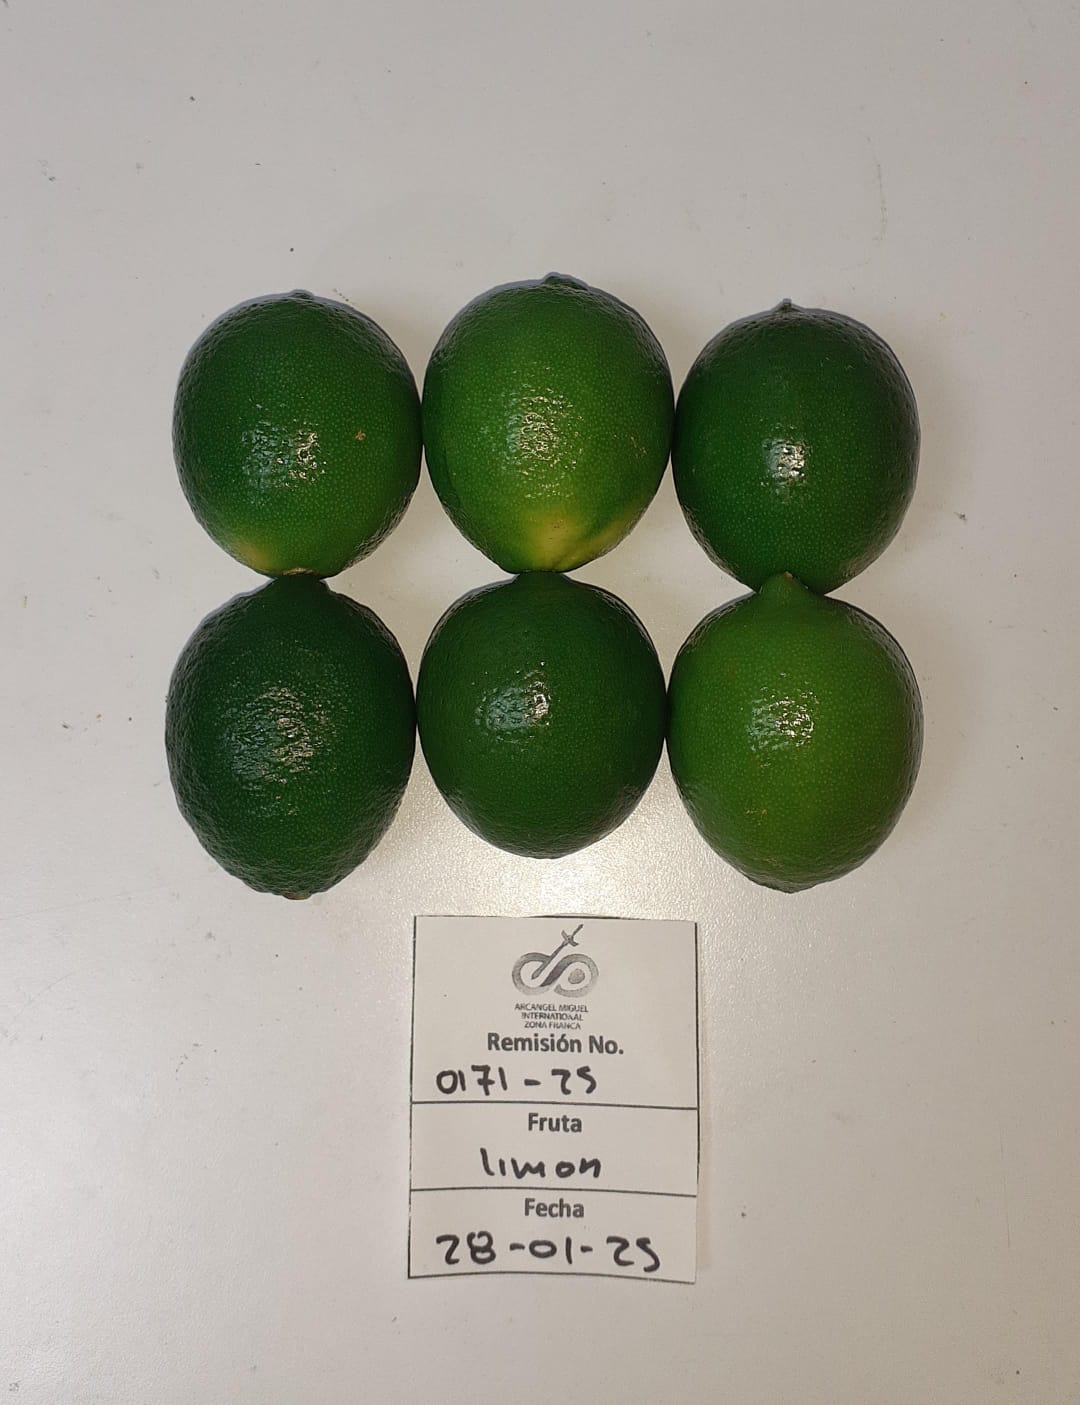 ARCANGEL MIGUEL
INTERNATIONAL
ZONA FRANCA
Remisión No.
0171-25
Fruta
limon
Fecha
28-01-25